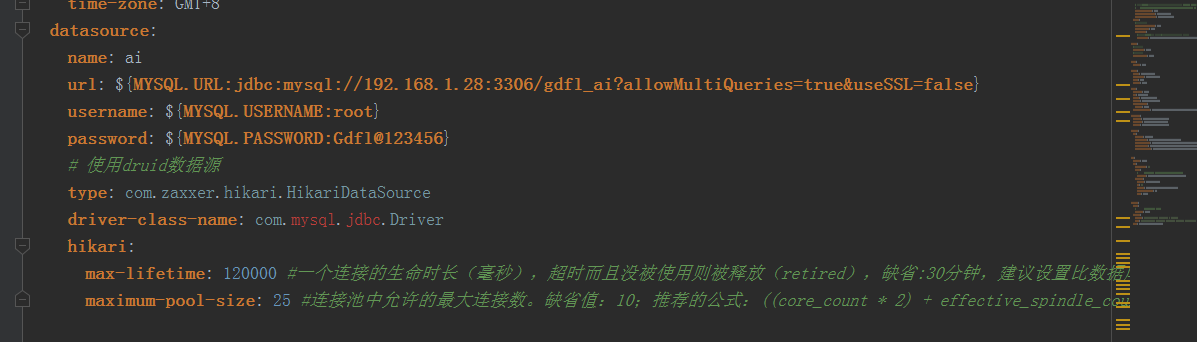 time-zone: GMT+8
datasource:
name: ai
url: ${MYSQL.URL:jdbc:mysql://192.168.1.28:3306/gdfl_ai?allowMultiQueries=true&useSSL=false}
username: ${MYSQL.USERNAME:root}
password: ${MYSQL.PASSWORD:Gdfl@123456}
# 使用druid数据源
type: com.zaxxer.hikari.HikariDataSource
driver-class-name: com.mysql.jdbc.Driver
hikari:
max-lifetime: 120000 #一个连接的生命时长（毫秒），超时而且没被使用则被释放（retired），缺省:30分钟，建议设置比数据
maximum-pool-size: 25 #连接池中允许的最大连接数。缺省值：10；推荐的公式：((core_count * 2) + effective_spindle_cou